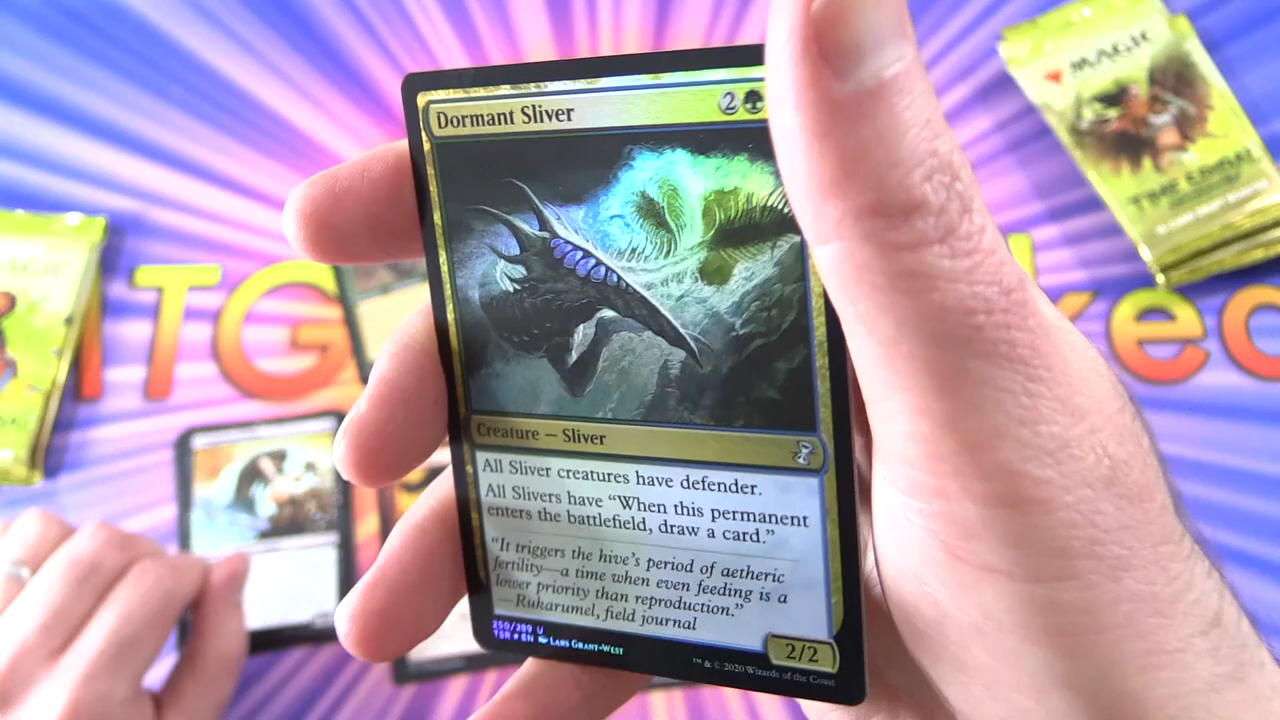 Dormant Sliver
2
Creature — Sliver
All Sliver creatures have defender.
All Slivers have “When this permanent
enters the battlefield, draw a card.”
“It triggers the hive’s period of aetheric
fertility—a time when even feeding is a
lower priority than reproduction.”
—Rukarumel, field journal
2/2
250/289 U
TSR EN Lars Grant-West
™ & © 2020 Wizards of the Coast
MAGIC
TIME SPIRAL
MTG